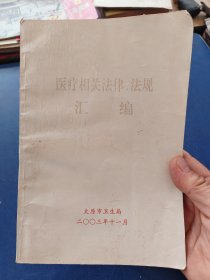 医疗相关法律、法规
汇编
太原市卫生局
二〇〇三年十一月